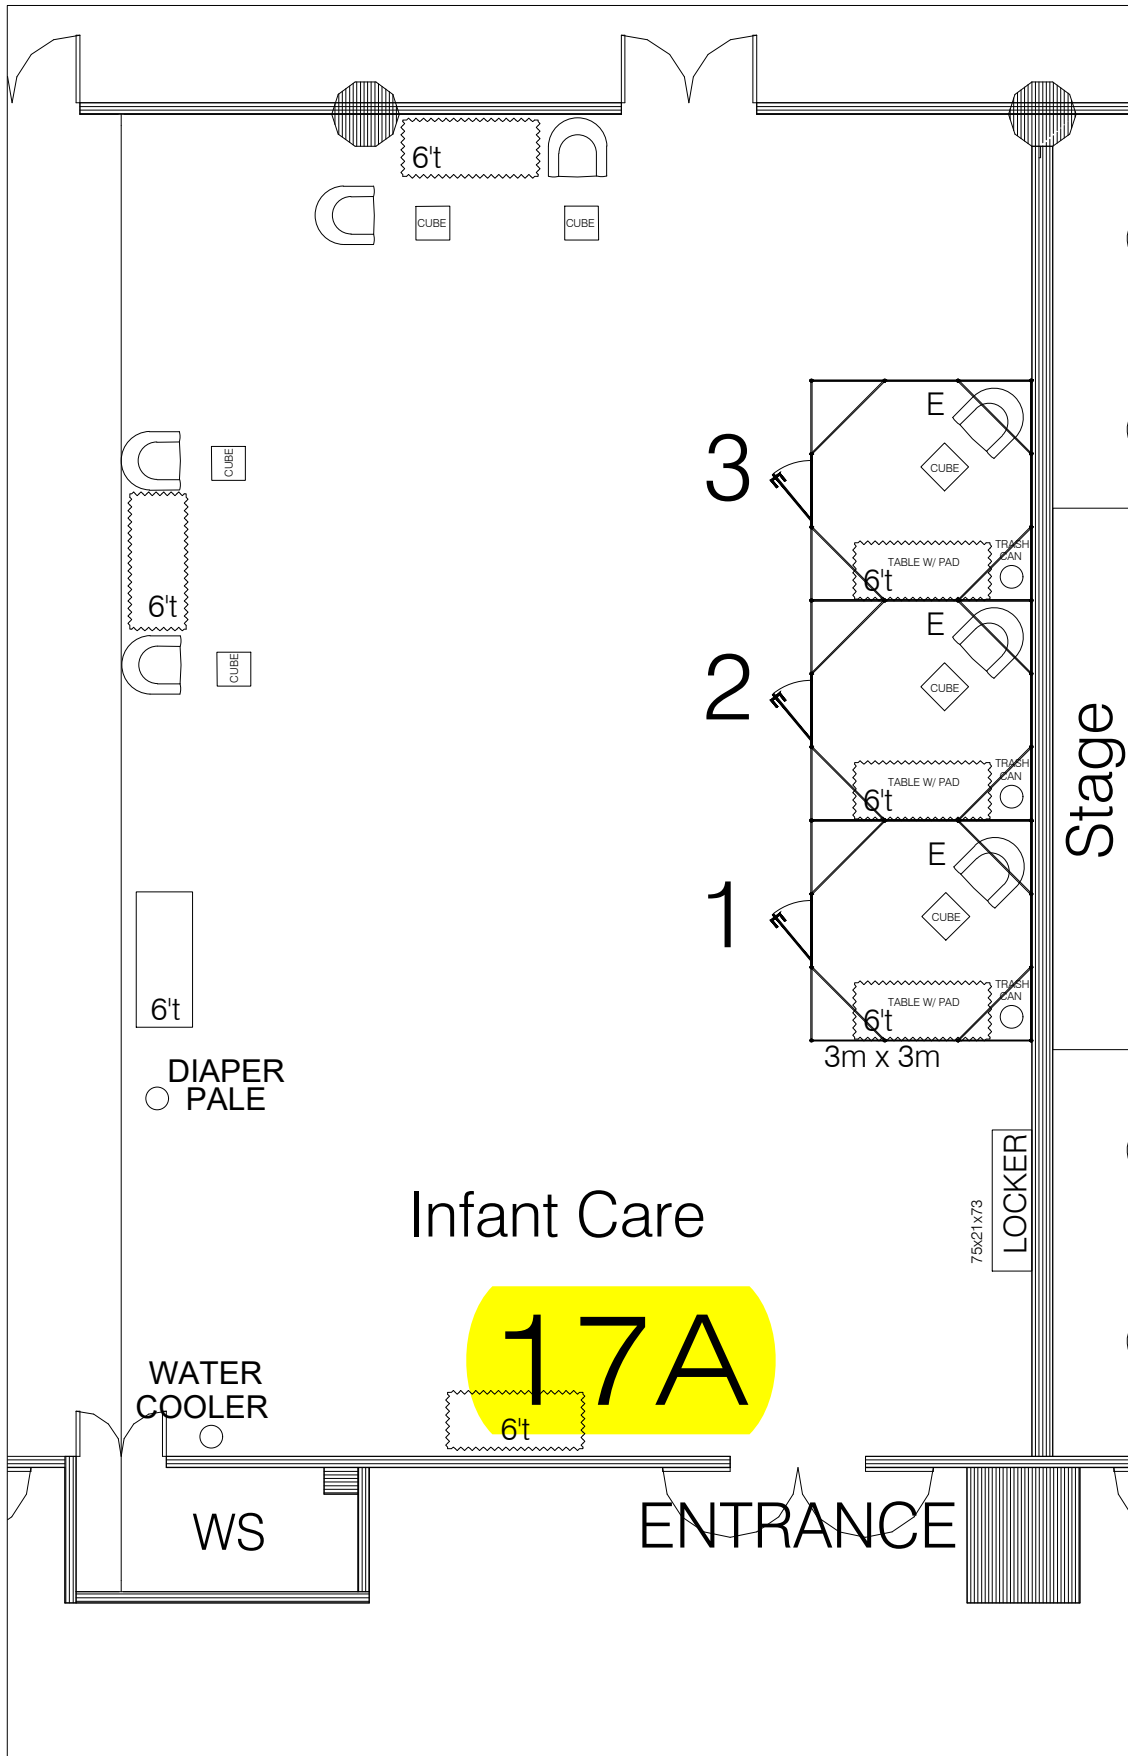 6't
CUBE
CUBE
E
3
CUBE
CUBE
TRASH
CAN
TABLE W/ PAD
6't
6't
E
2
CUBE
CUBE
Stage
TRASH
CAN
TABLE W/ PAD
6't
E
1
CUBE
6't
TRASH
CAN
TABLE W/ PAD
6't
3m x 3m
DIAPER
PALE
LOCKER
75x21x73
Infant Care
17A
WATER
COOLER
6't
WS
ENTRANCE